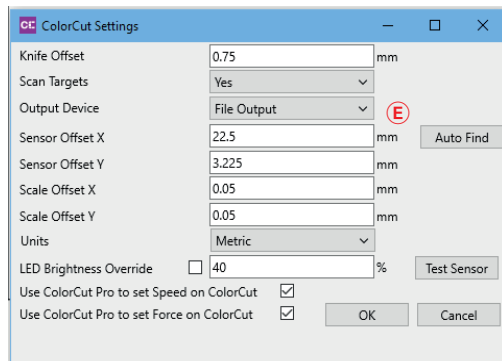 CE ColorCut Settings
Knife Offset 0.75 mm
Scan Targets Yes
Output Device File Output E
Sensor Offset X 22.5 mm Auto Find
Sensor Offset Y 3.225 mm
Scale Offset X 0.05 mm
Scale Offset Y 0.05 mm
Units Metric
LED Brightness Override 40 % Test Sensor
Use ColorCut Pro to set Speed on ColorCut
Use ColorCut Pro to set Force on ColorCut OK Cancel